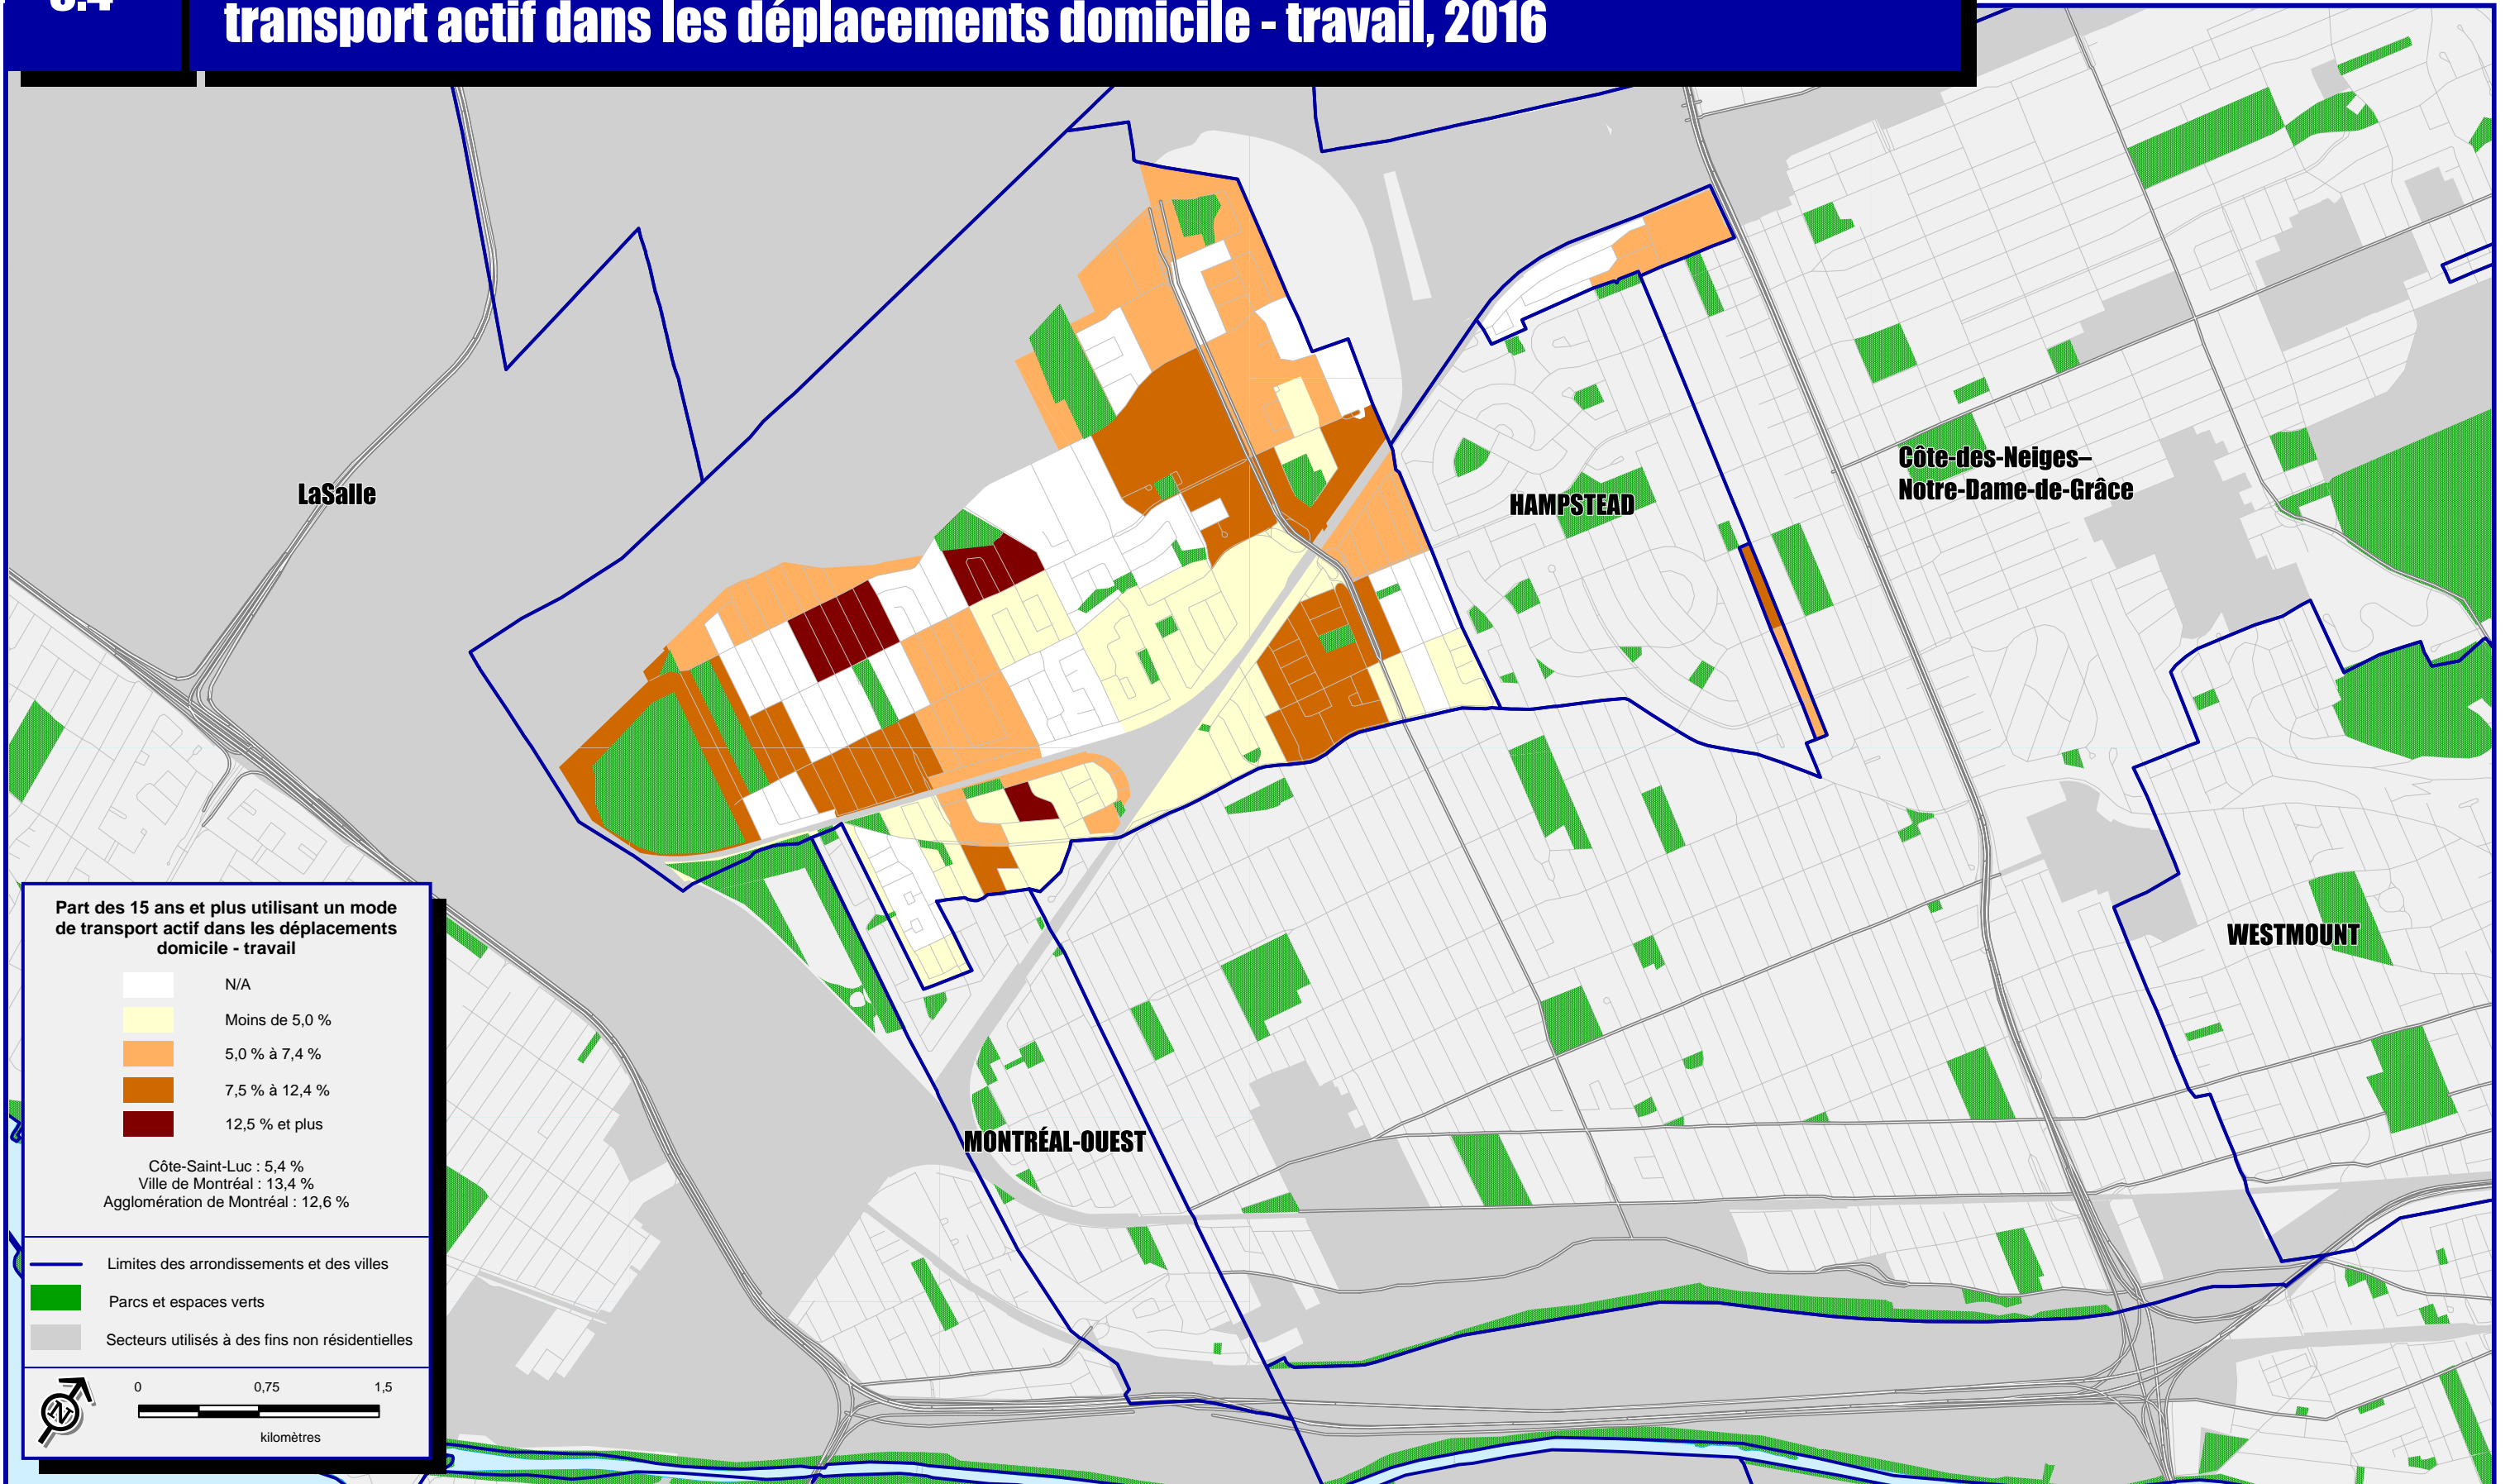 transport actif dans les déplacements domicile - travail, 2016
LaSalle
HAMPSTEAD
Côte-des-Neiges–
Notre-Dame-de-Grâce
WESTMOUNT
MONTRÉAL-OUEST
Part des 15 ans et plus utilisant un mode
de transport actif dans les déplacements
domicile - travail
N/A
Moins de 5,0 %
5,0 % à 7,4 %
7,5 % à 12,4 %
12,5 % et plus
Côte-Saint-Luc : 5,4 %
Ville de Montréal : 13,4 %
Agglomération de Montréal : 12,6 %
Limites des arrondissements et des villes
Parcs et espaces verts
Secteurs utilisés à des fins non résidentielles
N
0 0,75 1,5
kilomètres